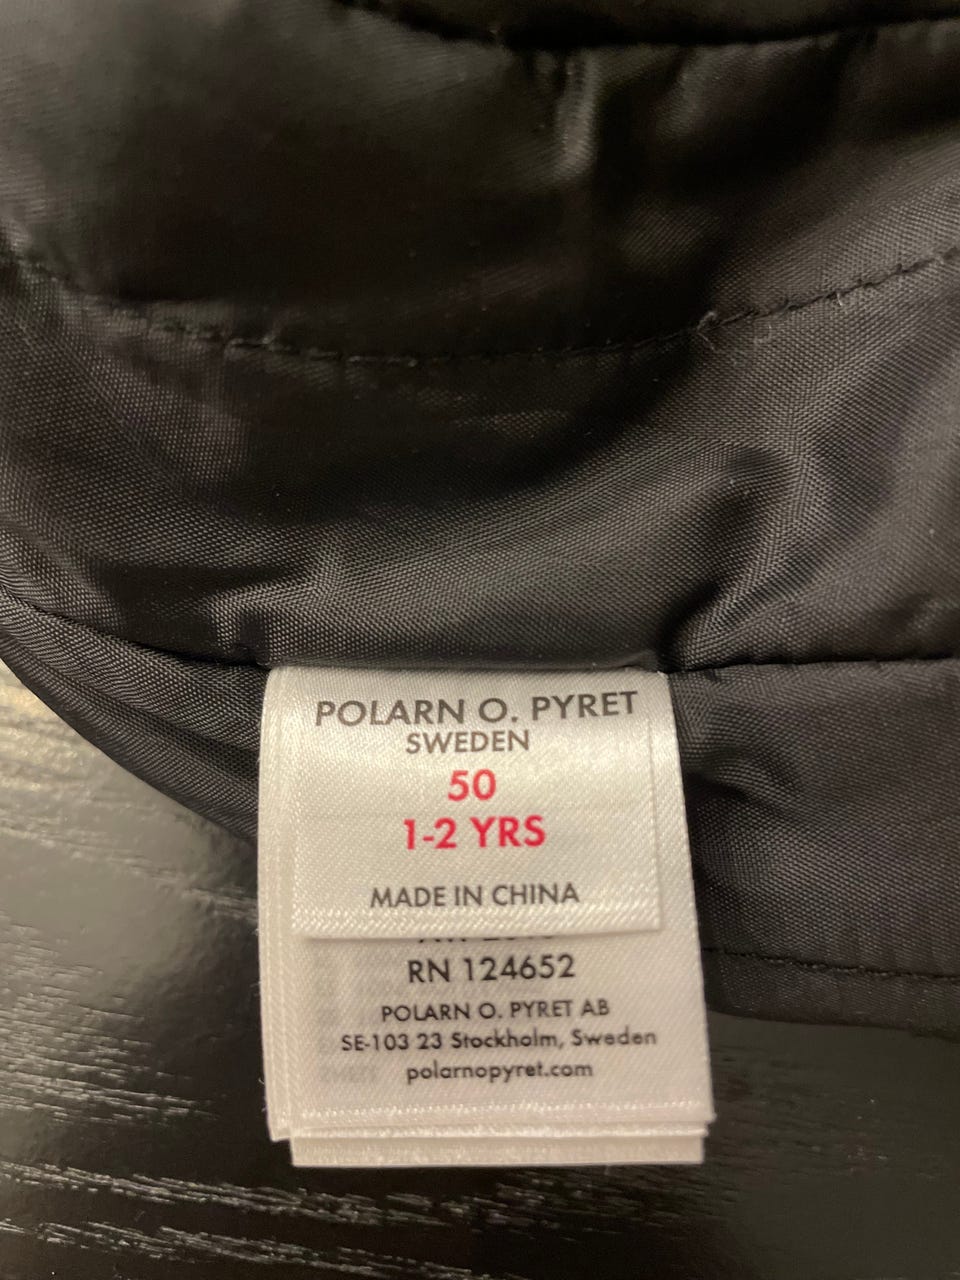 POLARN O. PYRET
SWEDEN
50
1-2 YRS
MADE IN CHINA
RN 124652
POLARN O. PYRET AB
SE-103 23 Stockholm, Sweden
polarnopyret.com